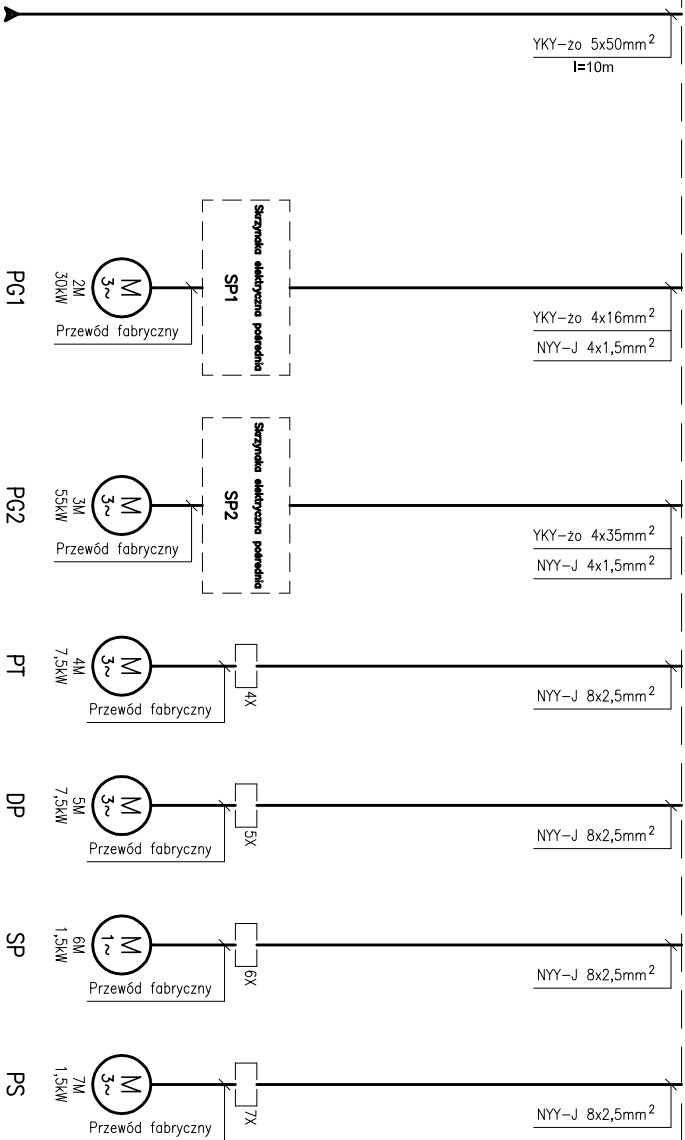 YKY-żo 5x50mm²
l=10m
Skrzynaka elektryczna pośrednia
SP1
M
3~
2M
30kW
Przewód fabryczny
PG1
YKY-żo 4x16mm²
NYY-J 4x1,5mm²
Skrzynaka elektryczna pośrednia
SP2
M
3~
3M
55kW
Przewód fabryczny
PG2
YKY-żo 4x35mm²
NYY-J 4x1,5mm²
M
3~
4M
7,5kW
Przewód fabryczny
4X
PT
NYY-J 8x2,5mm²
M
3~
5M
7,5kW
Przewód fabryczny
5X
DP
NYY-J 8x2,5mm²
M
1~
6M
1,5kW
Przewód fabryczny
6X
SP
NYY-J 8x2,5mm²
M
3~
7M
1,5kW
Przewód fabryczny
7X
PS
NYY-J 8x2,5mm²